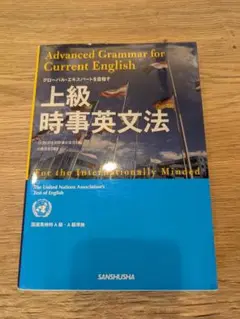 Advanced Grammar for
Current English
グローバル・エキスパートを目指す
上級
時事英文法
For the Internationally Minded
The United Nations Association's
Test of English
国連英検特A級・A級準拠
SANSHUSHA